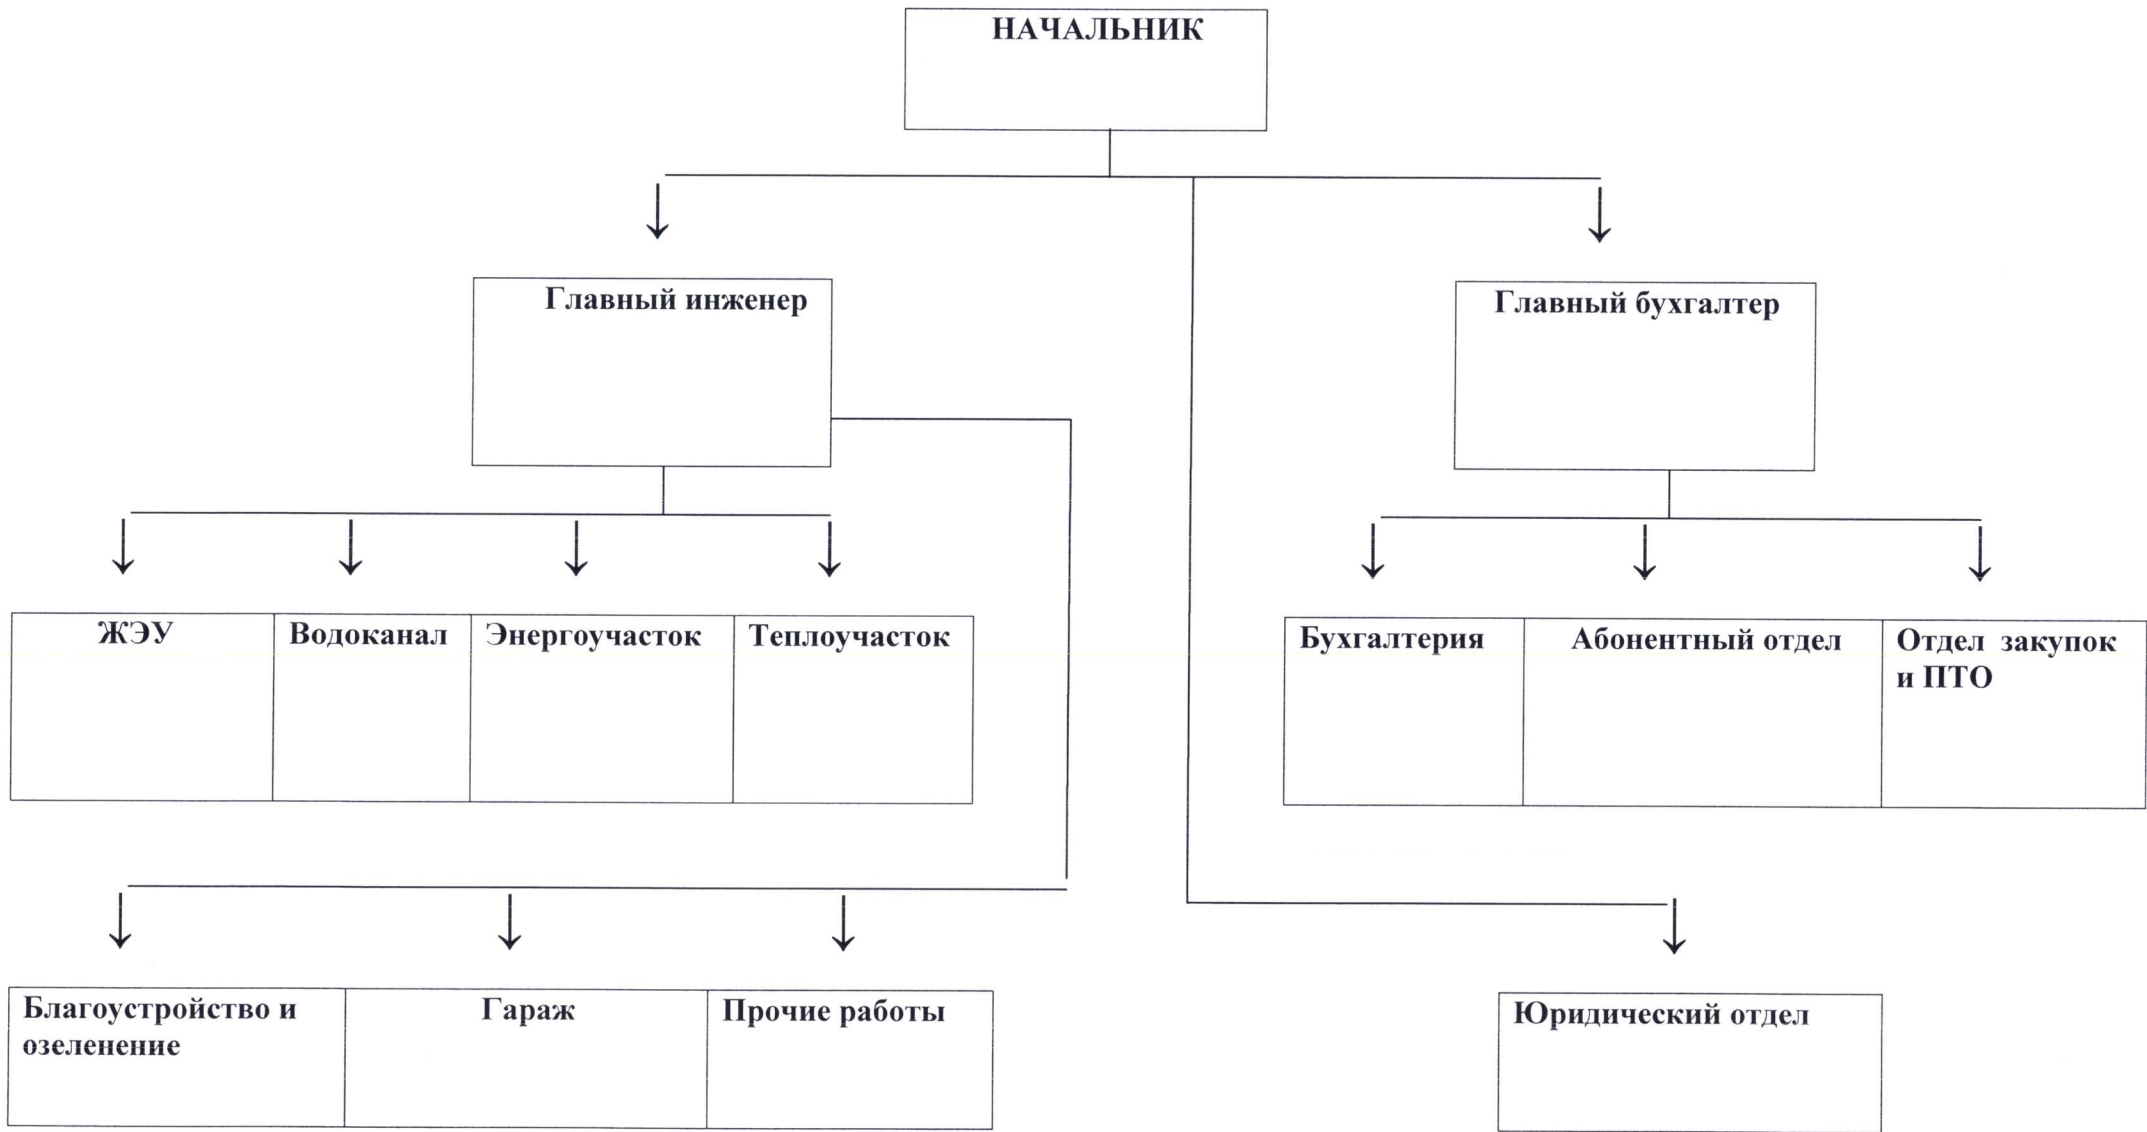 НАЧАЛЬНИК
Главный инженер
Главный бухгалтер
ЖЭУ
Водоканал
Энергоучасток
Теплоучасток
Бухгалтерия
Абонентный отдел
Отдел закупок
и ПТО
Благоустройство и
озеленение
Гараж
Прочие работы
Юридический отдел